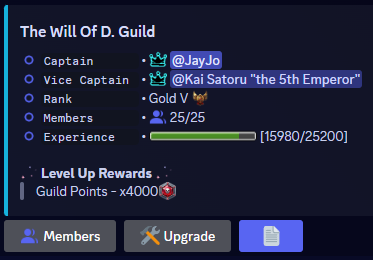 The Will Of D. Guild
Captain • @JayJo
Vice Captain • @Kai Satoru "the 5th Emperor"
Rank • Gold V
Members • 25/25
Experience • [15980/25200]
Level Up Rewards
Guild Points - x4000
Members
Upgrade